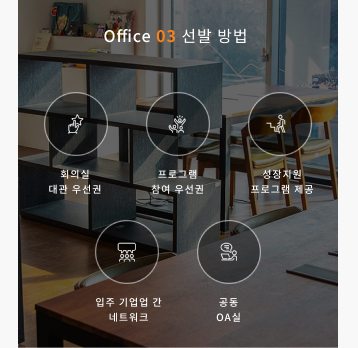 Office 03 선발 방법
회의실
대관 우선권
프로그램
참여 우선권
성장지원
프로그램 제공
입주 기업업 간
네트워크
공동
OA실